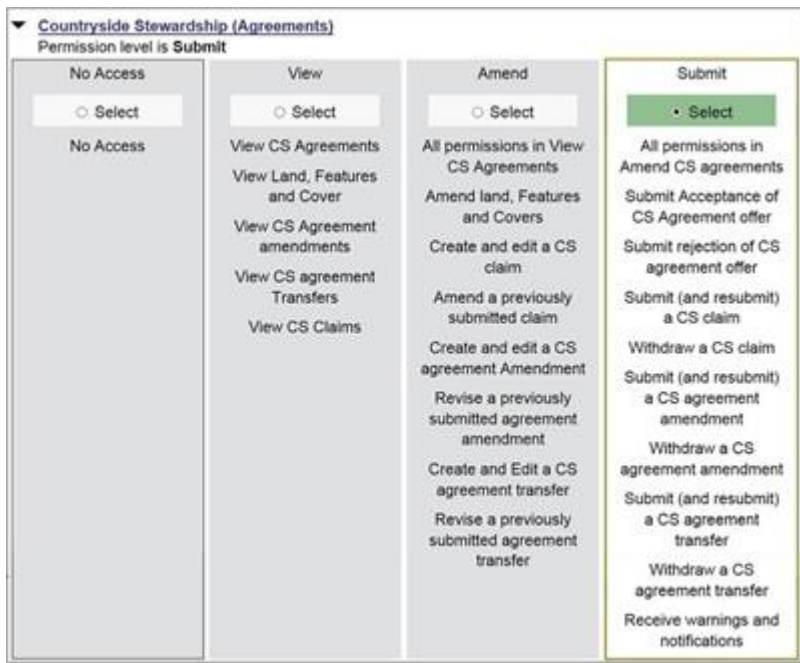 Countryside Stewardship (Agreements)
Permission level is Submit
No Access
Select
No Access
View
Select
View CS Agreements
View Land, Features
and Cover
View CS Agreement
amendments
View CS agreement
Transfers
View CS Claims
Amend
Select
All permissions in View
CS Agreements
Amend land, Features
and Covers
Create and edit a CS
claim
Amend a previously
submitted claim
Create and edit a CS
agreement Amendment
Revise a previously
submitted agreement
amendment
Create and Edit a CS
agreement transfer
Revise a previously
submitted agreement
transfer
Submit
Select
All permissions in
Amend CS agreements
Submit Acceptance of
CS Agreement offer
Submit rejection of CS
agreement offer
Submit (and resubmit)
a CS claim
Withdraw a CS claim
Submit (and resubmit)
a CS agreement
amendment
Withdraw a CS
agreement amendment
Submit (and resubmit)
a CS agreement
transfer
Withdraw a CS
agreement transfer
Receive warnings and
notifications